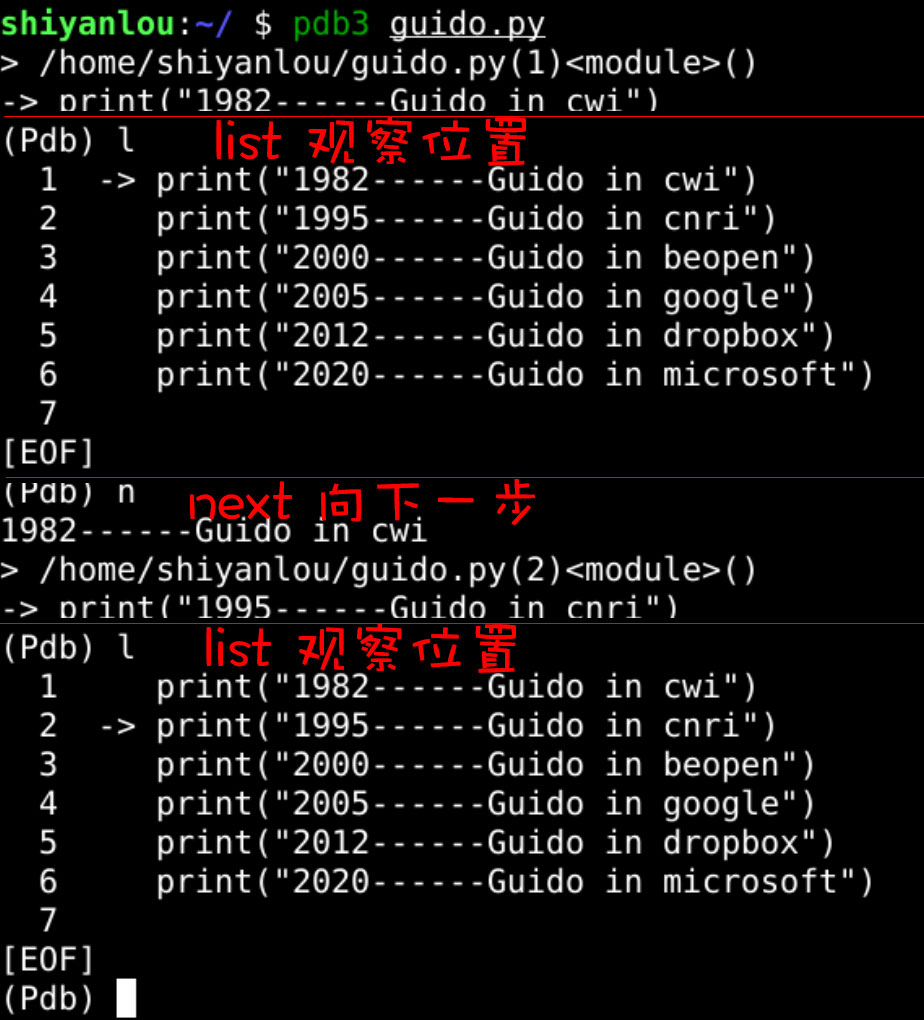 shiyanlou:~/ $ pdb3 guido.py
> /home/shiyanlou/guido.py(1)<module>()
-> print("1982------Guido in cwi")
(Pdb) l list 观察位置
  1  -> print("1982------Guido in cwi")
  2     print("1995------Guido in cnri")
  3     print("2000------Guido in beopen")
  4     print("2005------Guido in google")
  5     print("2012------Guido in dropbox")
  6     print("2020------Guido in microsoft")
  7
[EOF]
(Pdb) n next 向下一步
1982------Guido in cwi
> /home/shiyanlou/guido.py(2)<module>()
-> print("1995------Guido in cnri")
(Pdb) l list 观察位置
  1     print("1982------Guido in cwi")
  2  -> print("1995------Guido in cnri")
  3     print("2000------Guido in beopen")
  4     print("2005------Guido in google")
  5     print("2012------Guido in dropbox")
  6     print("2020------Guido in microsoft")
  7
[EOF]
(Pdb)